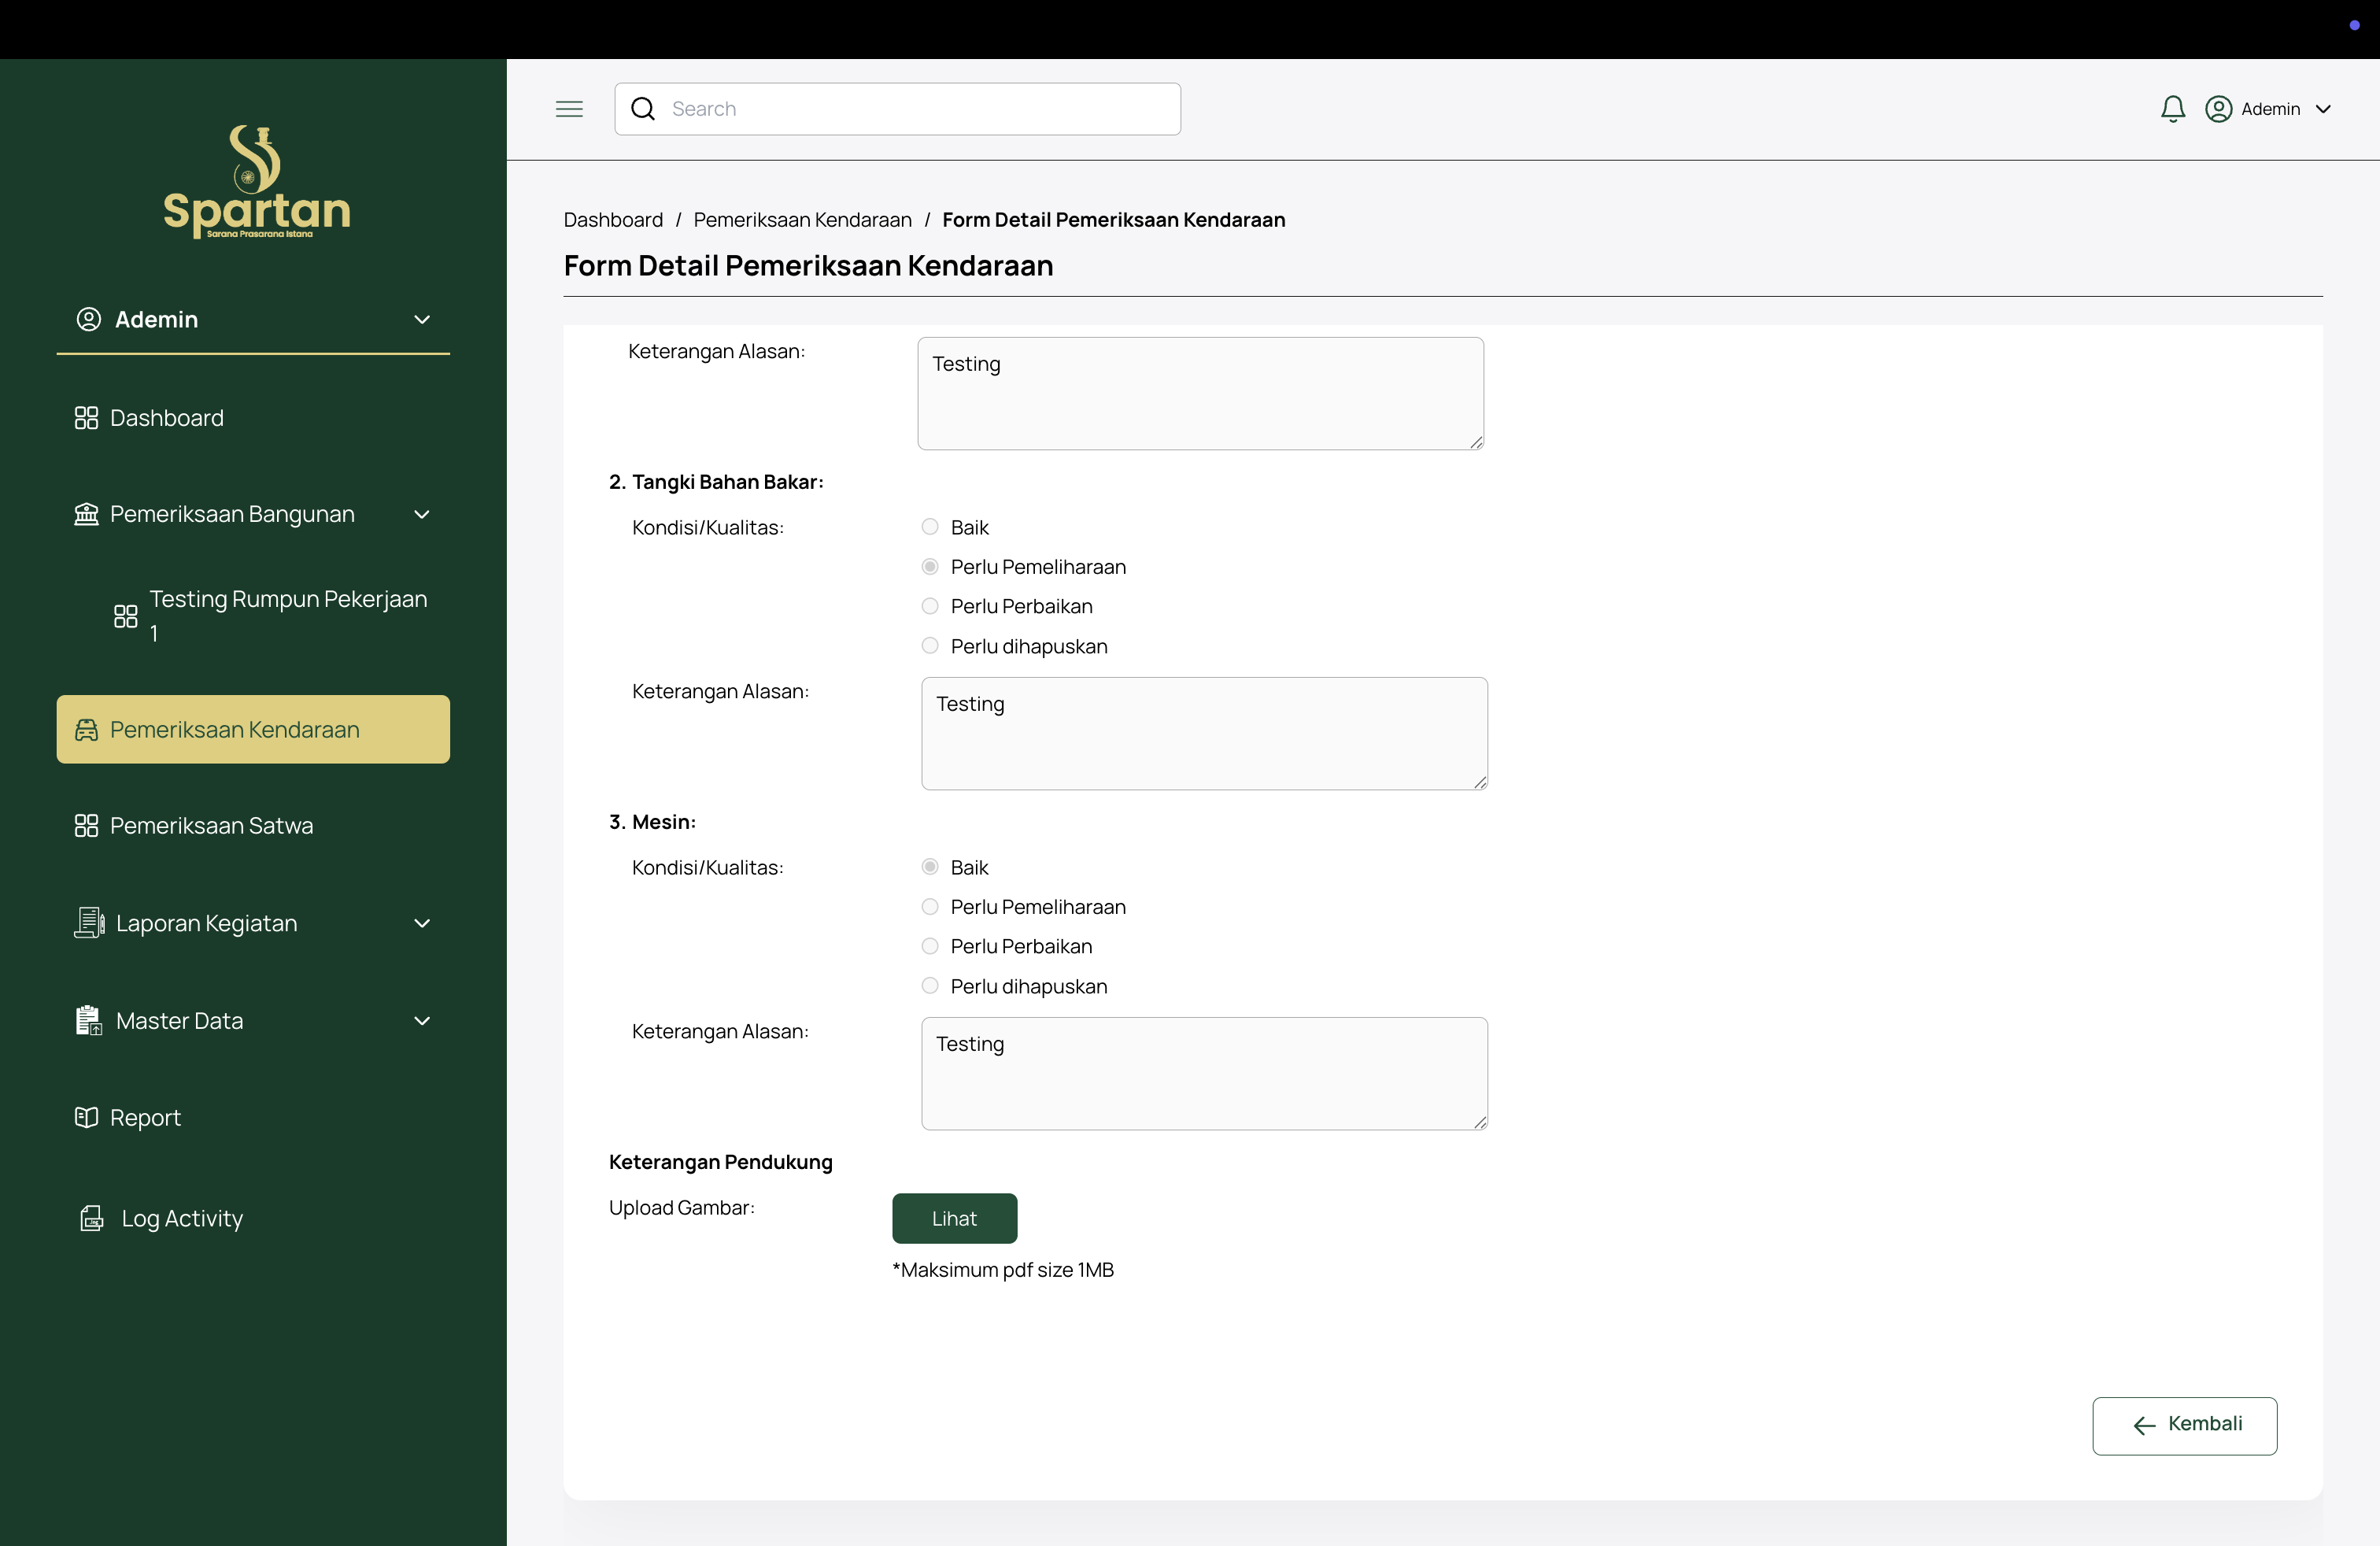 Spartan
Sarana Prasarana Istana
Ademin
Dashboard
Pemeriksaan Bangunan
Testing Rumpun Pekerjaan
1
Pemeriksaan Kendaraan
Pemeriksaan Satwa
Laporan Kegiatan
Master Data
Report
Log Activity
Search
Ademin
Dashboard / Pemeriksaan Kendaraan / Form Detail Pemeriksaan Kendaraan
Form Detail Pemeriksaan Kendaraan
Keterangan Alasan:
Testing
2. Tangki Bahan Bakar:
Kondisi/Kualitas:
Baik
Perlu Pemeliharaan
Perlu Perbaikan
Perlu dihapuskan
Keterangan Alasan:
Testing
3. Mesin:
Kondisi/Kualitas:
Baik
Perlu Pemeliharaan
Perlu Perbaikan
Perlu dihapuskan
Keterangan Alasan:
Testing
Keterangan Pendukung
Upload Gambar:
Lihat
*Maksimum pdf size 1MB
Kembali